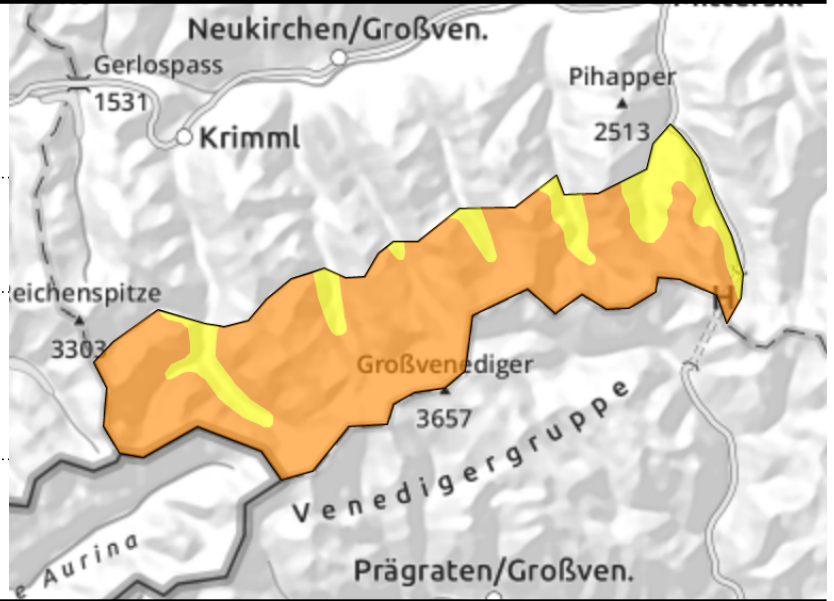 Neukirchen/Großven.
Gerlospass
1531
Krimml
Pihapper
2513
eichenspitze
3303
H
Großvenediger
3657
Venedigergruppe
e Aurina
Prägraten/Großven.